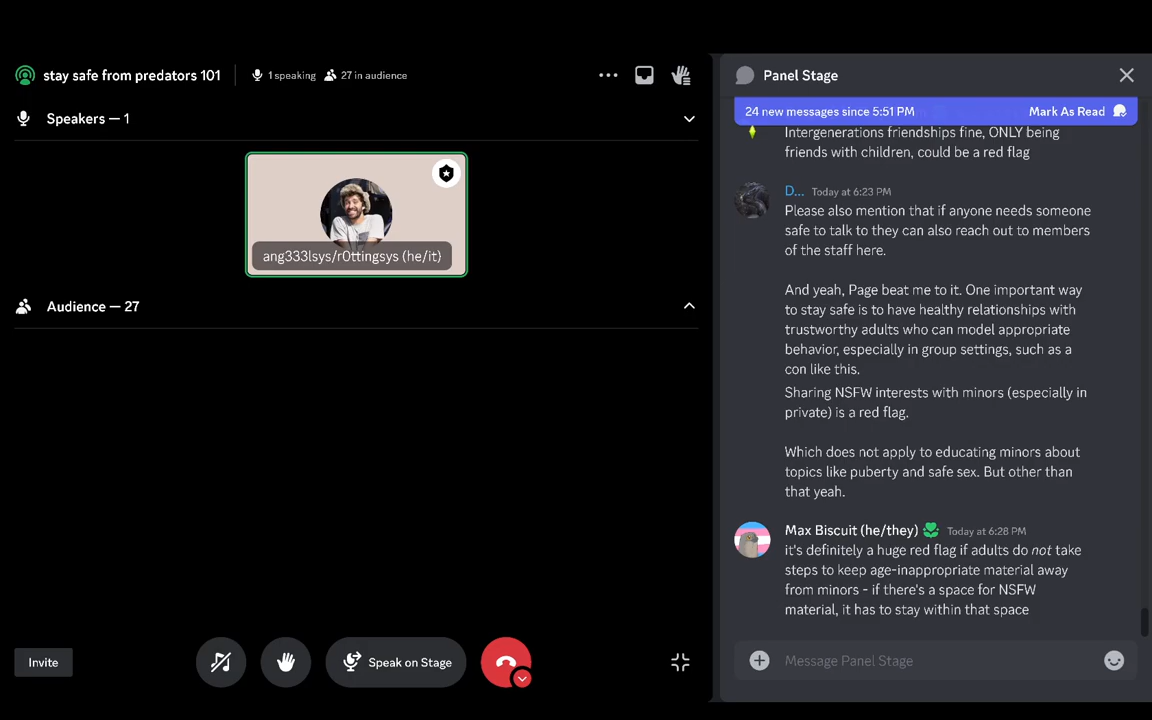 stay safe from predators 101
1 speaking
27 in audience
Speakers — 1
ang333lsys/r0ttingsys (he/it)
Audience — 27
Invite
Speak on Stage
Panel Stage
24 new messages since 5:51 PM
Mark As Read
Intergenerations friendships fine, ONLY being
friends with children, could be a red flag
D... Today at 6:23 PM
Please also mention that if anyone needs someone
safe to talk to they can also reach out to members
of the staff here.
And yeah, Page beat me to it. One important way
to stay safe is to have healthy relationships with
trustworthy adults who can model appropriate
behavior, especially in group settings, such as a
con like this.
Sharing NSFW interests with minors (especially in
private) is a red flag.
Which does not apply to educating minors about
topics like puberty and safe sex. But other than
that yeah.
Max Biscuit (he/they) Today at 6:28 PM
it's definitely a huge red flag if adults do not take
steps to keep age-inappropriate material away
from minors - if there's a space for NSFW
material, it has to stay within that space
Message Panel Stage